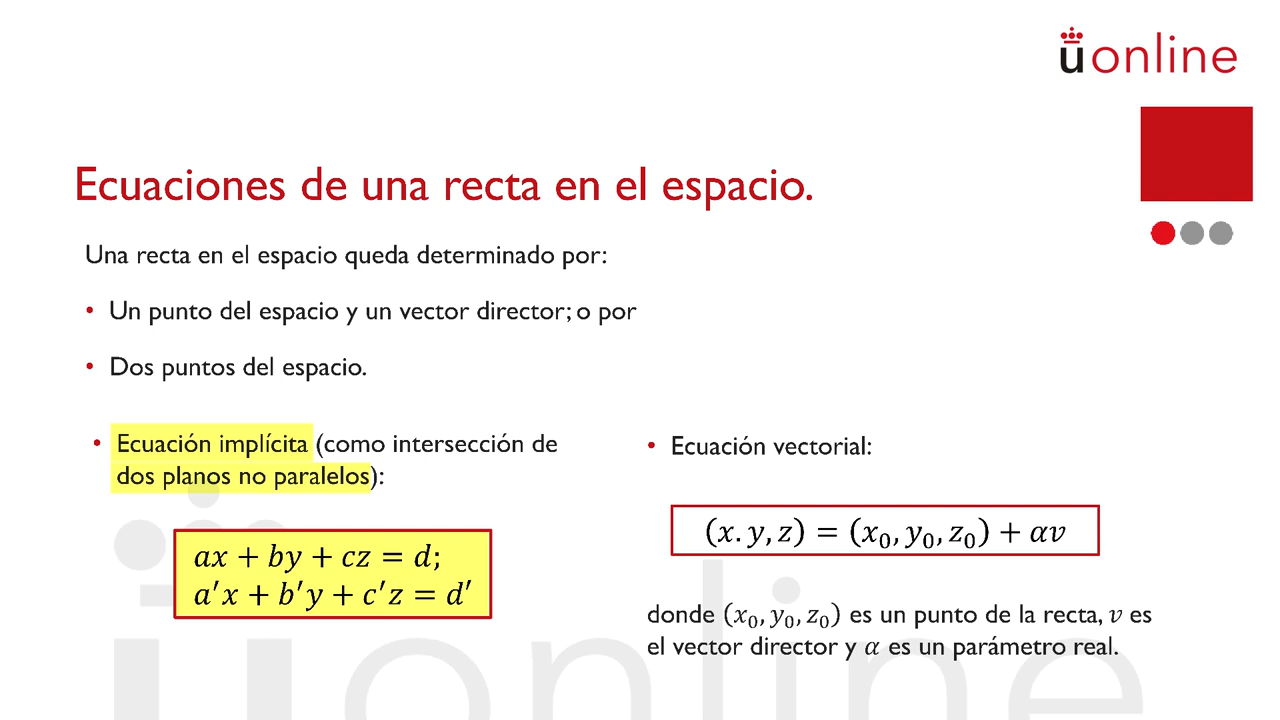 ü online
Ecuaciones de una recta en el espacio.
Una recta en el espacio queda determinado por:
• Un punto del espacio y un vector director; o por
• Dos puntos del espacio.
• Ecuación implícita (como intersección de
dos planos no paralelos):
ax + by + cz = d;
a′x + b′y + c′z = d′
• Ecuación vectorial:
(x. y, z) = (x₀, y₀, z₀) + αv
donde (x₀, y₀, z₀) es un punto de la recta, v es
el vector director y α es un parámetro real.
ü online